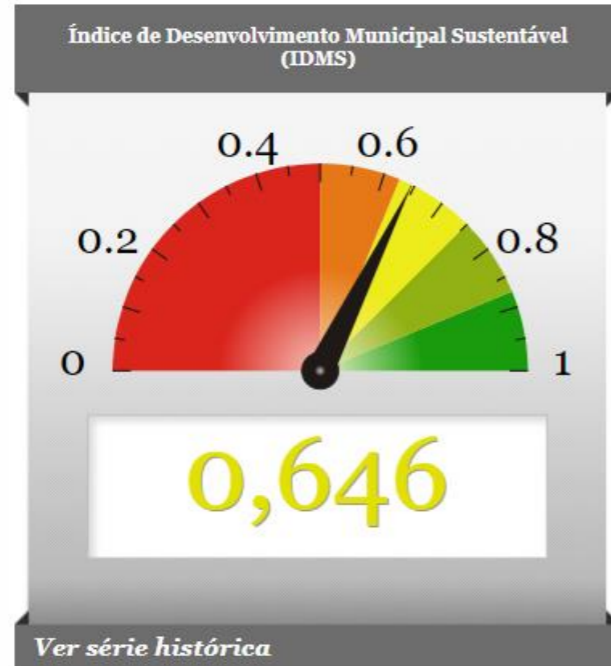 Índice de Desenvolvimento Municipal Sustentável
(IDMS)
0.4
0.6
0.2
0.8
0
1
0,646
Ver série histórica